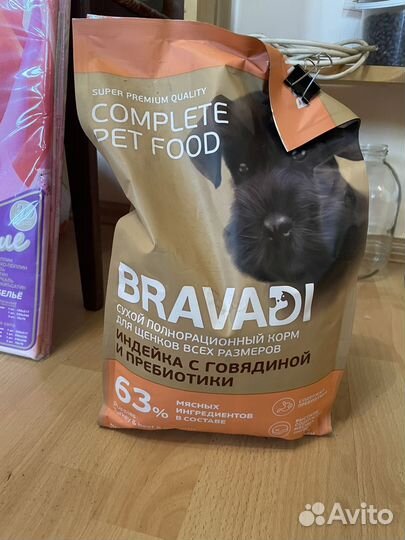 SUPER PREMIUM QUALITY
COMPLETE
PET FOOD
BRAVADI
СУХОЙ ПОЛНОРАЦИОННЫЙ КОРМ
ДЛЯ ЩЕНКОВ ВСЕХ РАЗМЕРОВ
ИНДЕЙКА С ГОВЯДИНОЙ
И ПРЕБИОТИКИ
63%
МЯСНЫХ
ИНГРЕДИЕНТОВ
В СОСТАВЕ
Puppies
Avito